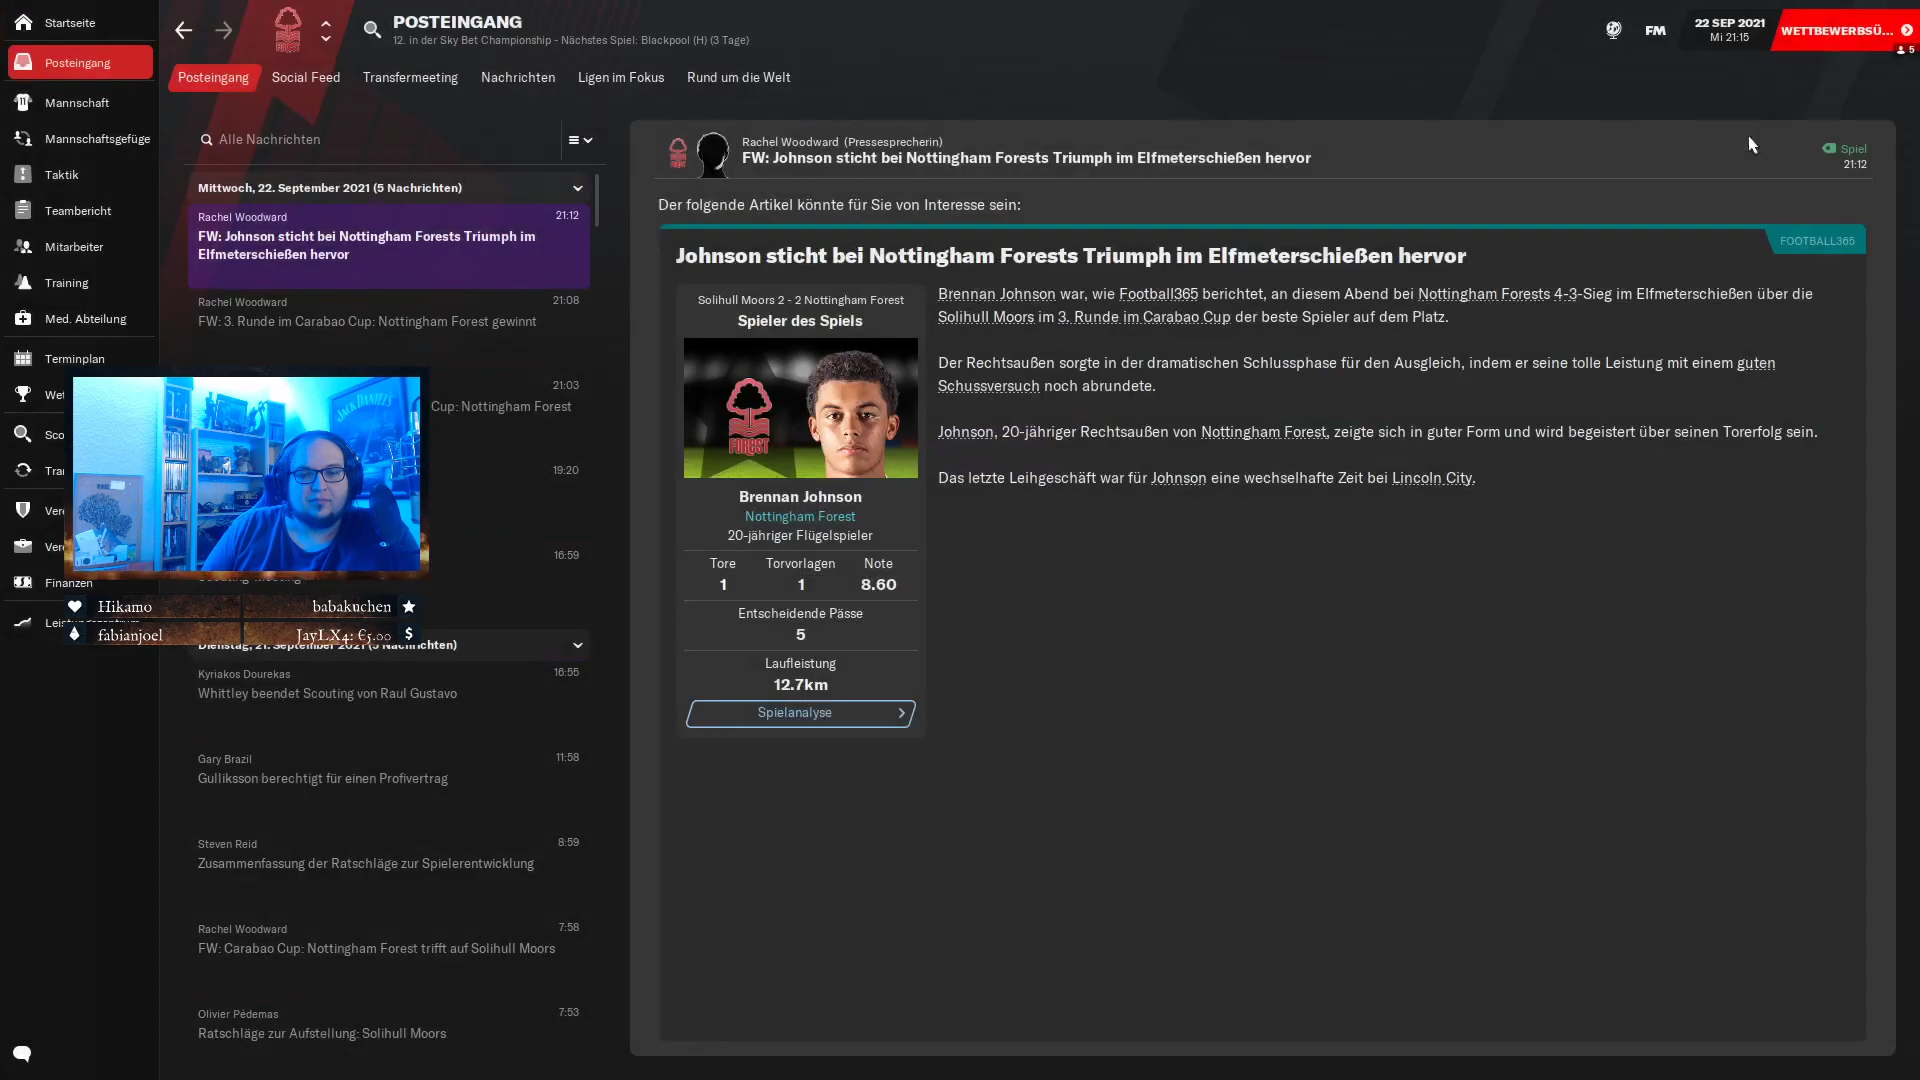 Startseite
Posteingang
Mannschaft
Mannschaftsgefüge
Taktik
Teambericht
Mitarbeiter
Training
Med. Abteilung
Terminplan
Finanzen
POSTEINGANG
12. in der Sky Bet Championship - Nächstes Spiel: Blackpool (H) (3 Tage)
FM
22 SEP 2021
Mi 21:15
WETTBEWERBSÜ...
5
Posteingang
Social Feed
Transfermeeting
Nachrichten
Ligen im Fokus
Rund um die Welt
Alle Nachrichten
Mittwoch, 22. September 2021 (5 Nachrichten)
Rachel Woodward 21:12
FW: Johnson sticht bei Nottingham Forests Triumph im
Elfmeterschießen hervor
Rachel Woodward 21:08
FW: 3. Runde im Carabao Cup: Nottingham Forest gewinnt
21:03
Cup: Nottingham Forest
19:20
16:59
JACK DANIEL'S
Hikamo
babakuchen
fabianjoel
JayLX4: €5.00 $
Dienstag, 21. September 2021 (5 Nachrichten)
Kyriakos Dourekas 16:55
Whittley beendet Scouting von Raul Gustavo
Gary Brazil 11:58
Gulliksson berechtigt für einen Profivertrag
Steven Reid 8:59
Zusammenfassung der Ratschläge zur Spielerentwicklung
Rachel Woodward 7:58
FW: Carabao Cup: Nottingham Forest trifft auf Solihull Moors
Olivier Pédemas 7:53
Ratschläge zur Aufstellung: Solihull Moors
Rachel Woodward (Pressesprecherin)
FW: Johnson sticht bei Nottingham Forests Triumph im Elfmeterschießen hervor
Spiel
21:12
Der folgende Artikel könnte für Sie von Interesse sein:
FOOTBALL365
Johnson sticht bei Nottingham Forests Triumph im Elfmeterschießen hervor
Solihull Moors 2 - 2 Nottingham Forest
Spieler des Spiels
FOREST
Brennan Johnson
Nottingham Forest
20-jähriger Flügelspieler
Tore Torvorlagen Note
1 1 8.60
Entscheidende Pässe
5
Laufleistung
12.7km
Spielanalyse
Brennan Johnson war, wie Football365 berichtet, an diesem Abend bei Nottingham Forests 4-3-Sieg im Elfmeterschießen über die
Solihull Moors im 3. Runde im Carabao Cup der beste Spieler auf dem Platz.
Der Rechtsaußen sorgte in der dramatischen Schlussphase für den Ausgleich, indem er seine tolle Leistung mit einem guten
Schussversuch noch abrundete.
Johnson, 20-jähriger Rechtsaußen von Nottingham Forest, zeigte sich in guter Form und wird begeistert über seinen Torerfolg sein.
Das letzte Leihgeschäft war für Johnson eine wechselhafte Zeit bei Lincoln City.